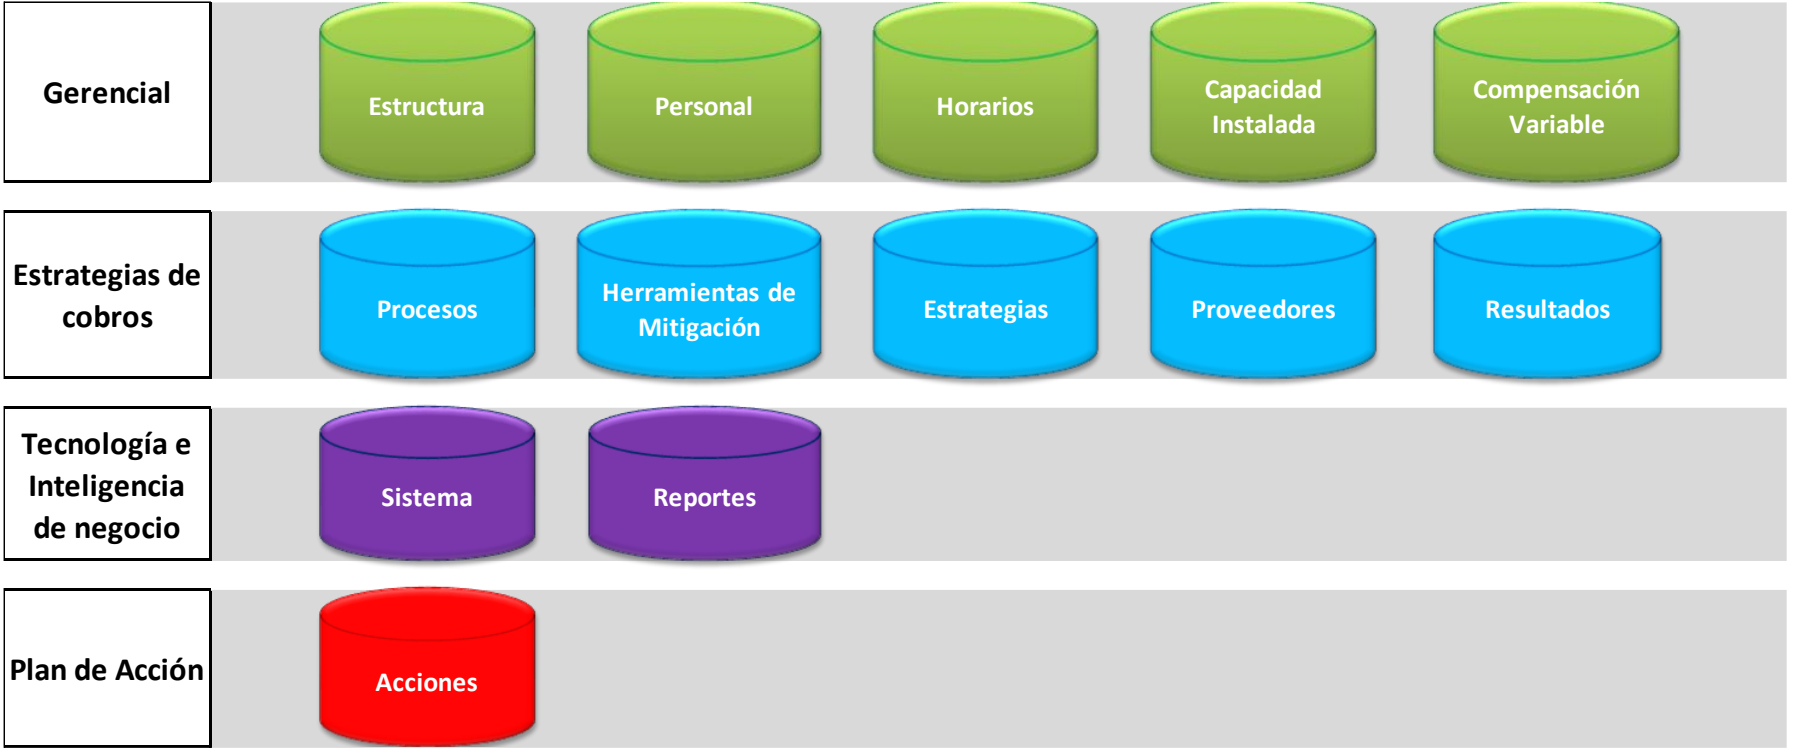 Gerencial
Estructura
Personal
Horarios
Capacidad
Instalada
Compensación
Variable
Estrategias de
cobros
Procesos
Herramientas de
Mitigación
Estrategias
Proveedores
Resultados
Tecnología e
Inteligencia
de negocio
Sistema
Reportes
Plan de Acción
Acciones